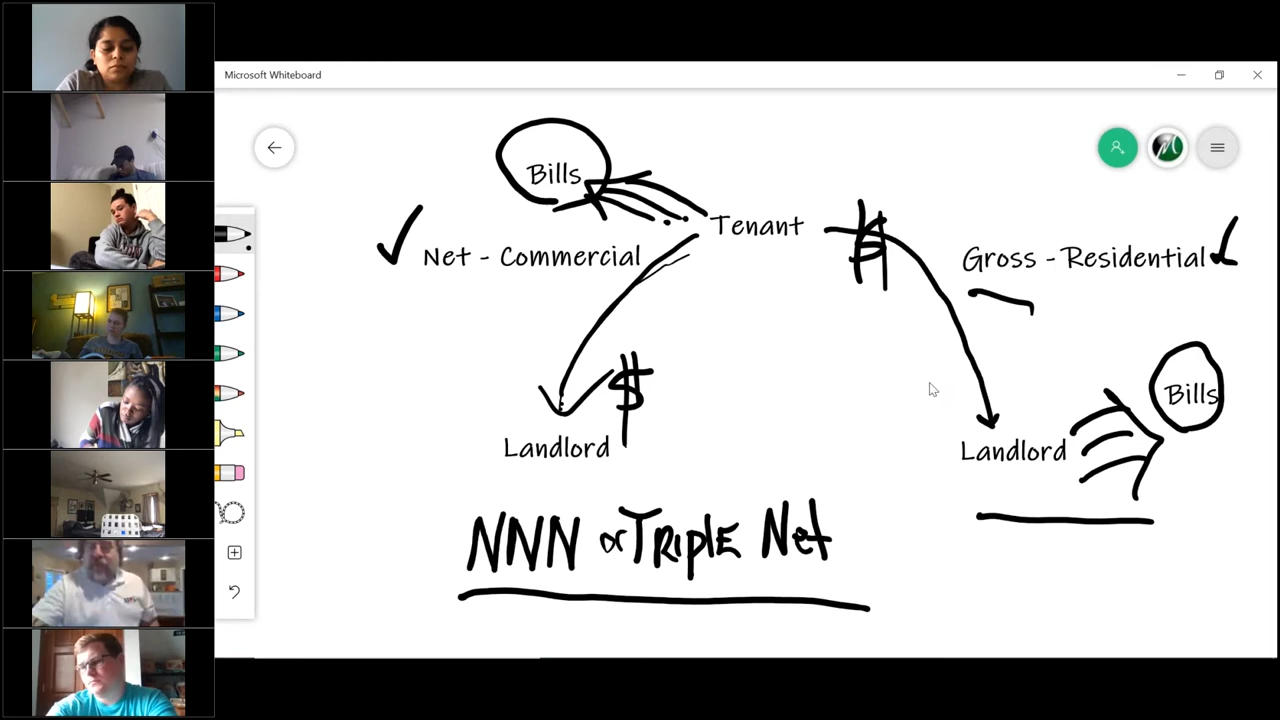 Microsoft Whiteboard
Bills
Tenant
$
Net - Commercial
Gross - Residential
$
Bills
Landlord
Landlord
NNN or TRIPLE Net